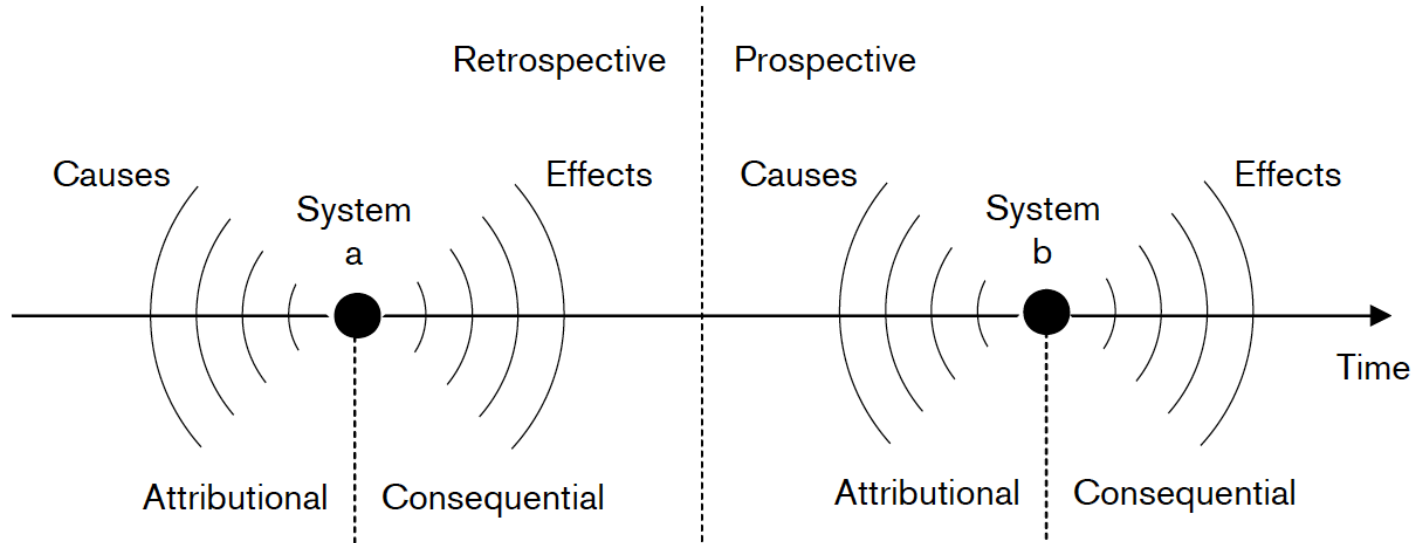 Retrospective
Prospective
Causes
System
a
Effects
Causes
System
b
Effects
Time
Attributional
Consequential
Attributional
Consequential